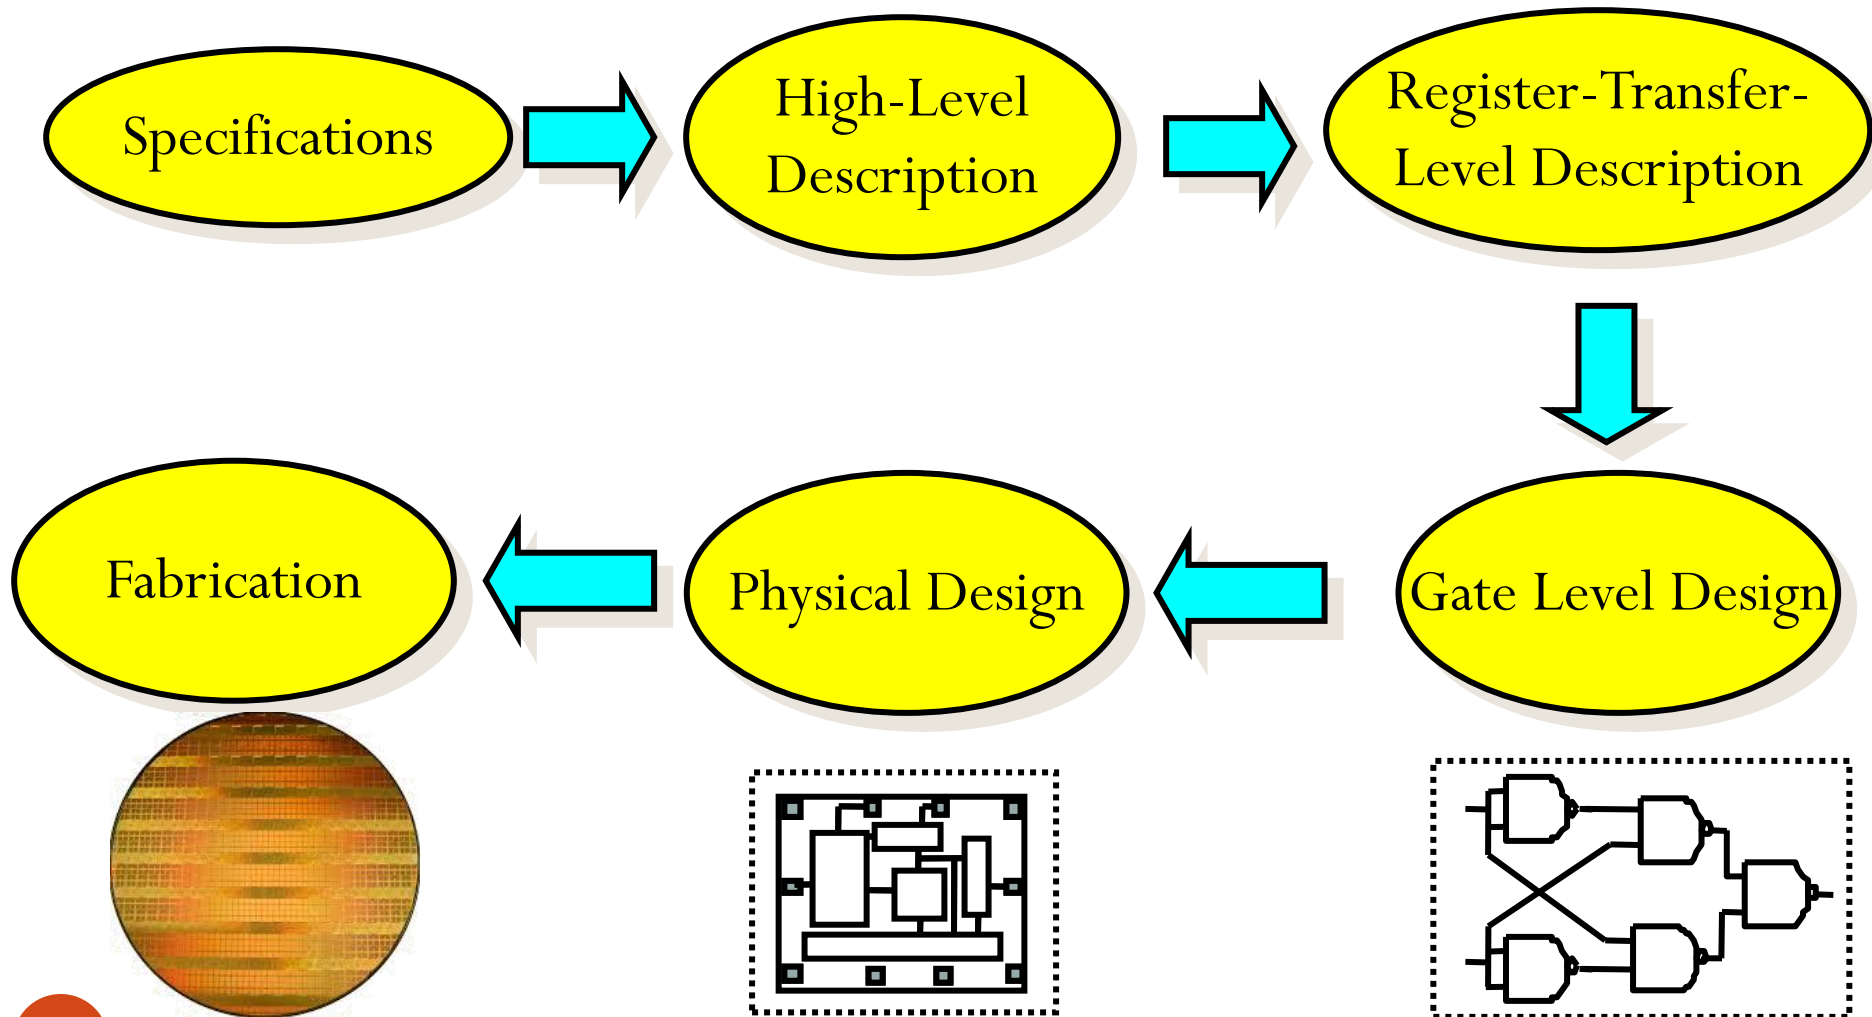 Specifications
High-Level
Description
Register-Transfer-
Level Description
Fabrication
Physical Design
Gate Level Design